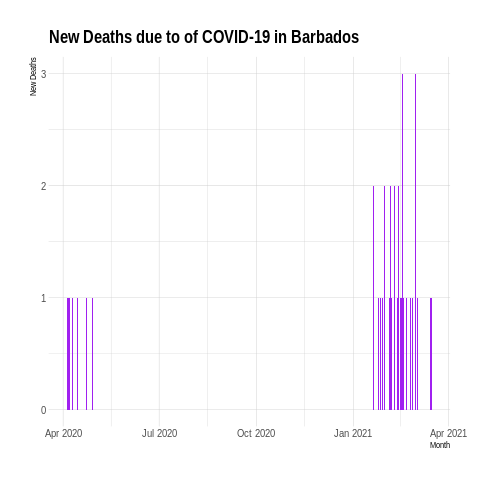 New Deaths due to of COVID-19 in Barbados
New Deaths
3
2
1
0
Apr 2020 Jul 2020 Oct 2020 Jan 2021 Apr 2021
Month